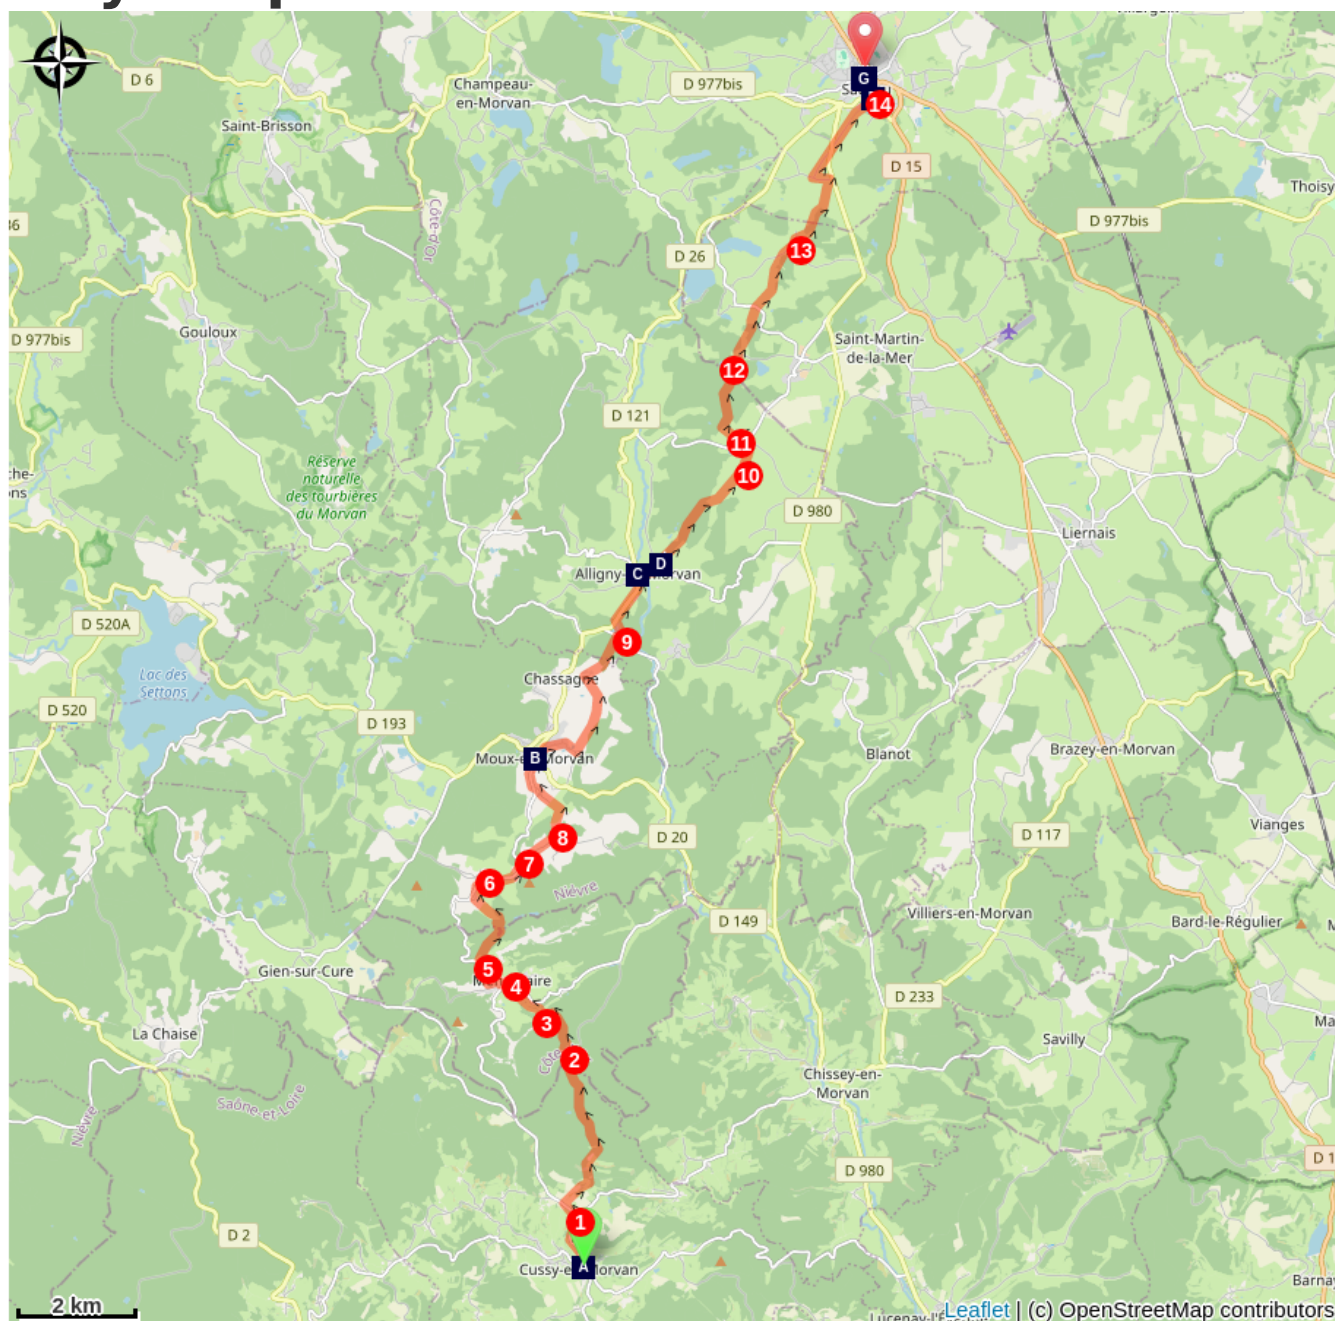 D 6
Champeau-
en-Morvan
D 977bis
G
14
Saint-Brisson
D 15
Thoisy
Côte-d'Or
D 977bis
D 26
13
Gouloux
D 977bis
Saint-Martin-
de-la-Mer
12
D 121
11
Réserve
naturelle
des tourbières
du Morvan
10
D 980
Liernais
D
C
D 520A
9
Lac des
Settons
Chassagne
D 520
D 193
Blanot
Brazey-en-Morvan
B
Vianges
8
D 20
D 117
7
6
Nièvre
Villiers-en-Morvan
D 149
Bard-le-Régulier
5
Gien-sur-Cure
4
D 233
La Chaise
3
Savilly
2
Chissey-en-
Morvan
Saône-et-Loire
Nièvre
D 980
1
D 2
A
2 km
Leaflet | (c) OpenStreetMap contributors